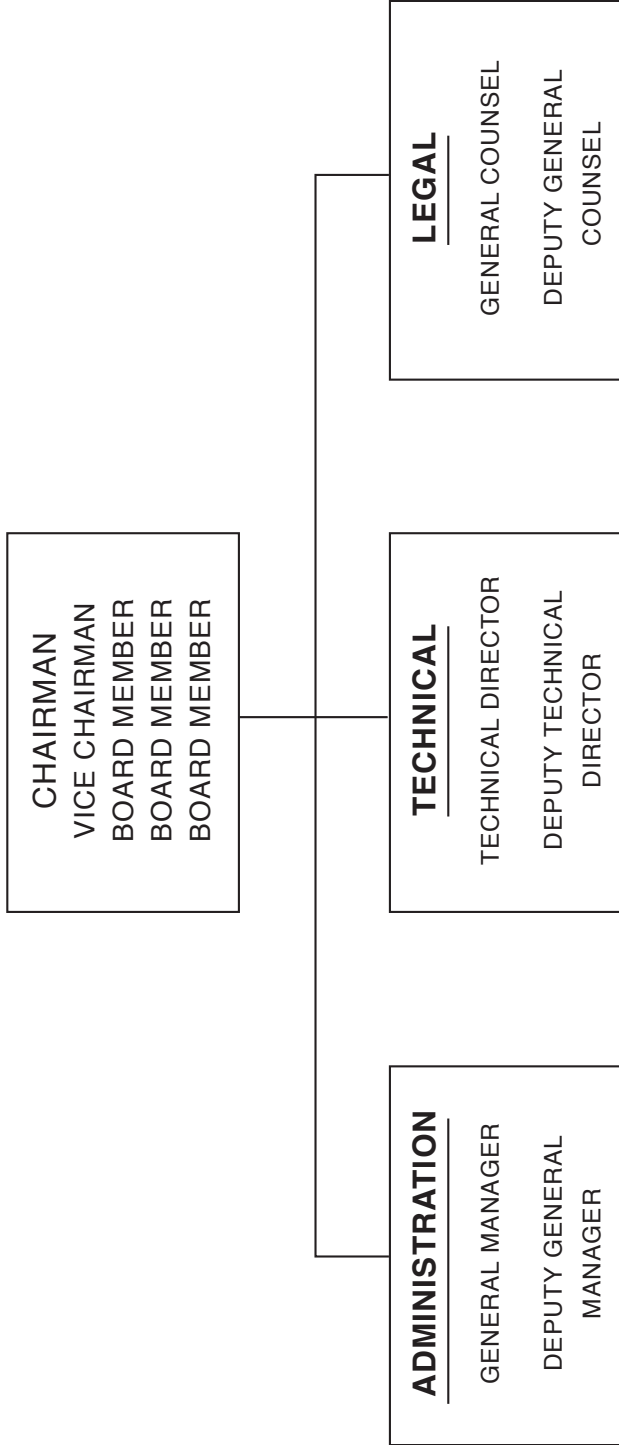 CHAIRMAN
VICE CHAIRMAN
BOARD MEMBER
BOARD MEMBER
BOARD MEMBER
ADMINISTRATION
GENERAL MANAGER
DEPUTY GENERAL
MANAGER
TECHNICAL
TECHNICAL DIRECTOR
DEPUTY TECHNICAL
DIRECTOR
LEGAL
GENERAL COUNSEL
DEPUTY GENERAL
COUNSEL